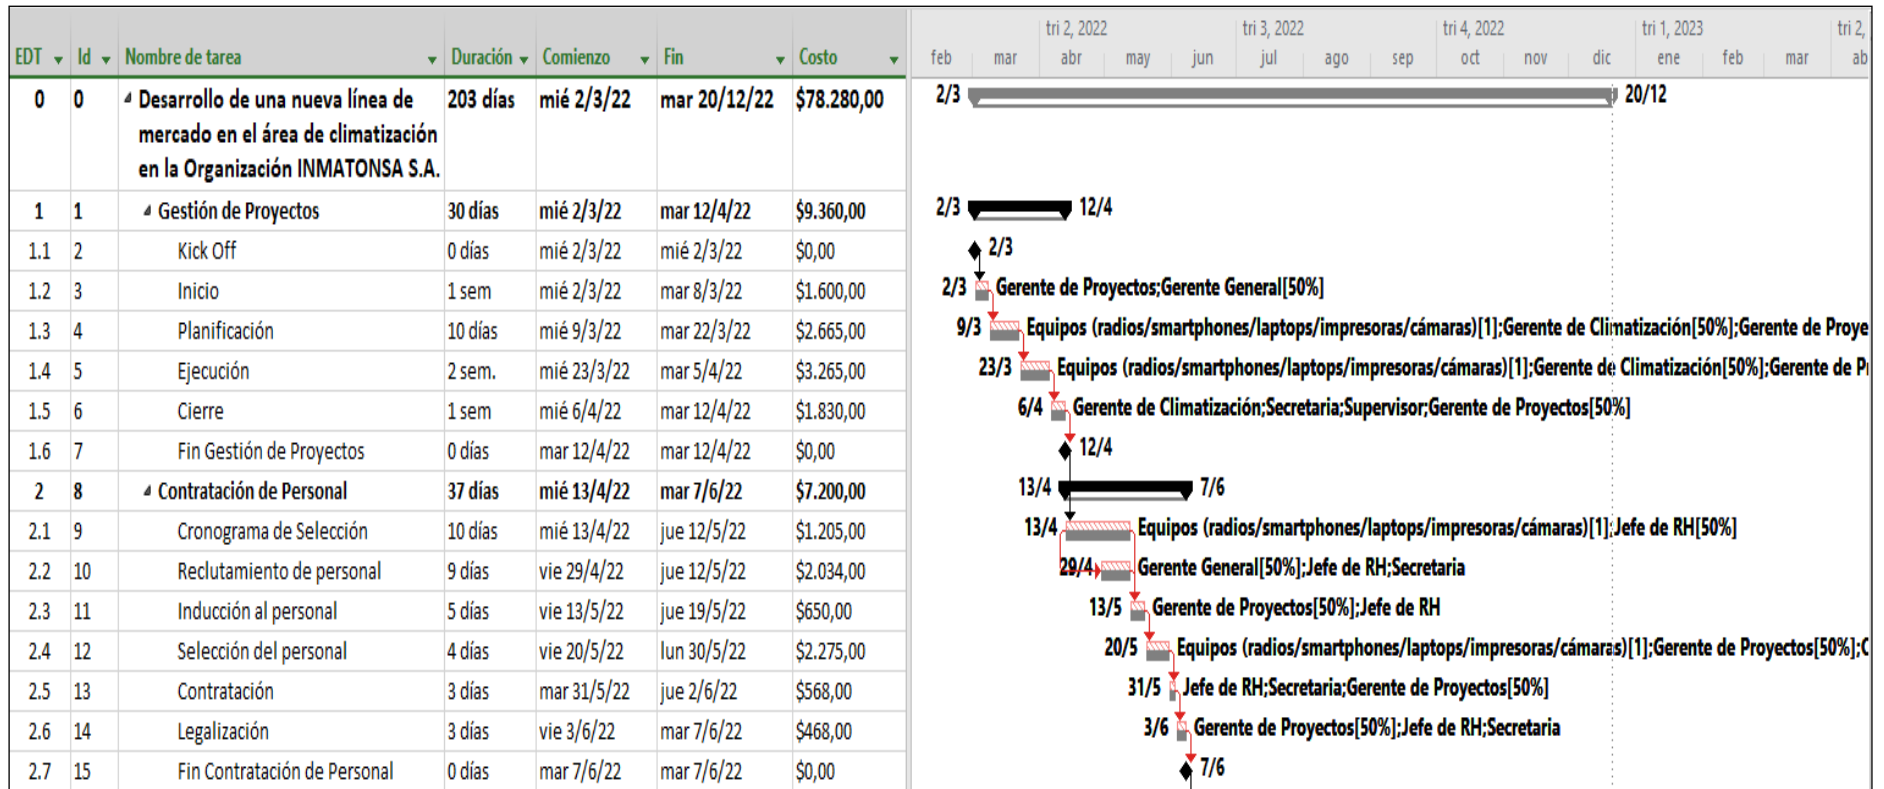 tri 2, 2022 tri 3, 2022 tri 4, 2022 tri 1, 2023 tri 2,
EDT Id Nombre de tarea Duración Comienzo Fin Costo feb mar abr may jun jul ago sep oct nov dic ene feb mar ab
0 0 Desarrollo de una nueva línea de 203 días mié 2/3/22 mar 20/12/22 $78.280,00 2/3 20/12
mercado en el área de climatización
en la Organización INMATONSA S.A.
1 1 Gestión de Proyectos 30 días mié 2/3/22 mar 12/4/22 $9.360,00 2/3 12/4
1.1 2 Kick Off 0 días mié 2/3/22 mié 2/3/22 $0,00 2/3
1.2 3 Inicio 1 sem mié 2/3/22 mar 8/3/22 $1.600,00 2/3 Gerente de Proyectos;Gerente General[50%]
1.3 4 Planificación 10 días mié 9/3/22 mar 22/3/22 $2.665,00 9/3 Equipos (radios/smartphones/laptops/impresoras/cámaras)[1];Gerente de Climatización[50%];Gerente de Proye
1.4 5 Ejecución 2 sem. mié 23/3/22 mar 5/4/22 $3.265,00 23/3 Equipos (radios/smartphones/laptops/impresoras/cámaras)[1];Gerente de Climatización[50%];Gerente de P
1.5 6 Cierre 1 sem mié 6/4/22 mar 12/4/22 $1.830,00 6/4 Gerente de Climatización;Secretaria;Supervisor;Gerente de Proyectos[50%]
1.6 7 Fin Gestión de Proyectos 0 días mar 12/4/22 mar 12/4/22 $0,00 12/4
2 8 Contratación de Personal 37 días mié 13/4/22 mar 7/6/22 $7.200,00 13/4 7/6
2.1 9 Cronograma de Selección 10 días mié 13/4/22 jue 12/5/22 $1.205,00 13/4 Equipos (radios/smartphones/laptops/impresoras/cámaras)[1];Jefe de RH[50%]
2.2 10 Reclutamiento de personal 9 días vie 29/4/22 jue 12/5/22 $2.034,00 29/4 Gerente General[50%];Jefe de RH;Secretaria
2.3 11 Inducción al personal 5 días vie 13/5/22 jue 19/5/22 $650,00 13/5 Gerente de Proyectos[50%];Jefe de RH
2.4 12 Selección del personal 4 días vie 20/5/22 lun 30/5/22 $2.275,00 20/5 Equipos (radios/smartphones/laptops/impresoras/cámaras)[1];Gerente de Proyectos[50%];
2.5 13 Contratación 3 días mar 31/5/22 jue 2/6/22 $568,00 31/5 Jefe de RH;Secretaria;Gerente de Proyectos[50%]
2.6 14 Legalización 3 días vie 3/6/22 mar 7/6/22 $468,00 3/6 Gerente de Proyectos[50%];Jefe de RH;Secretaria
2.7 15 Fin Contratación de Personal 0 días mar 7/6/22 mar 7/6/22 $0,00 7/6